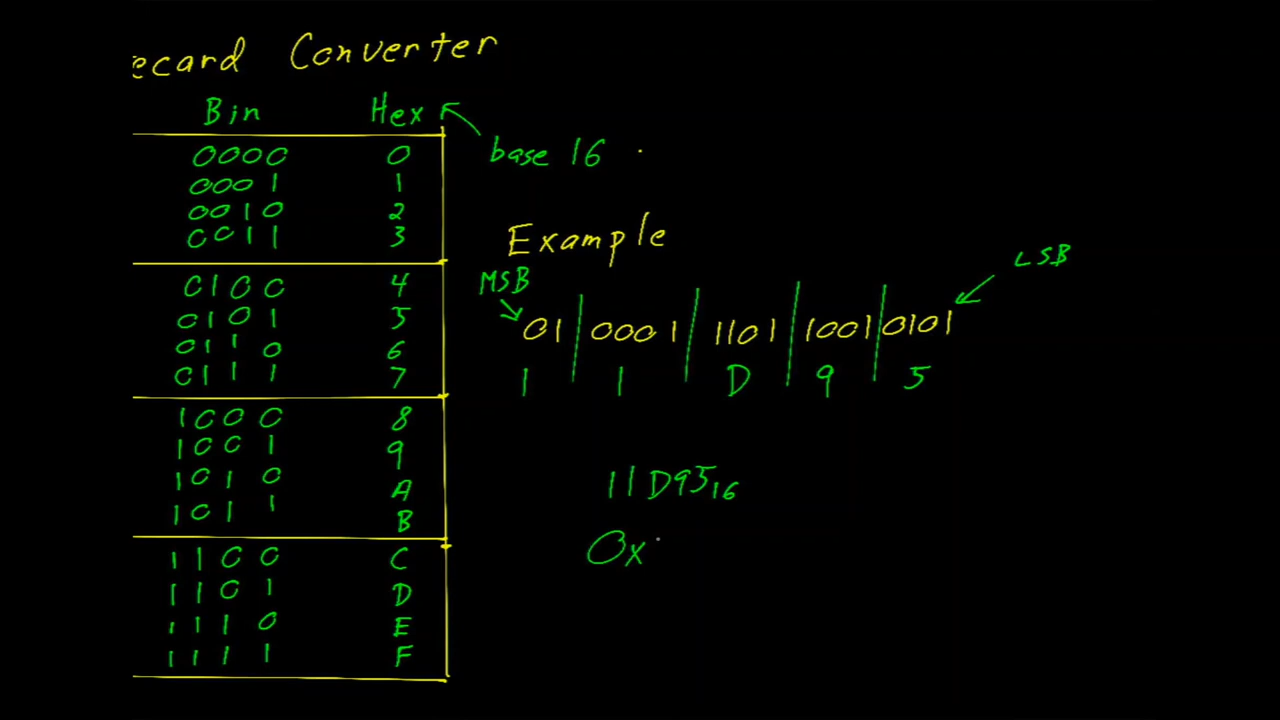 ecard Converter
Bin Hex
base 16
0000 0
0001 1
0010 2
0011 3
Example
LSB
MSB
0100 4
0101 5
0110 6
0111 7
01 | 0001 | 1101 | 1001 | 0101
1 1 D 9 5
1000 8
1001 9
1010 A
1011 B
11D95₁₆
0x
1100 C
1101 D
1110 E
1111 F